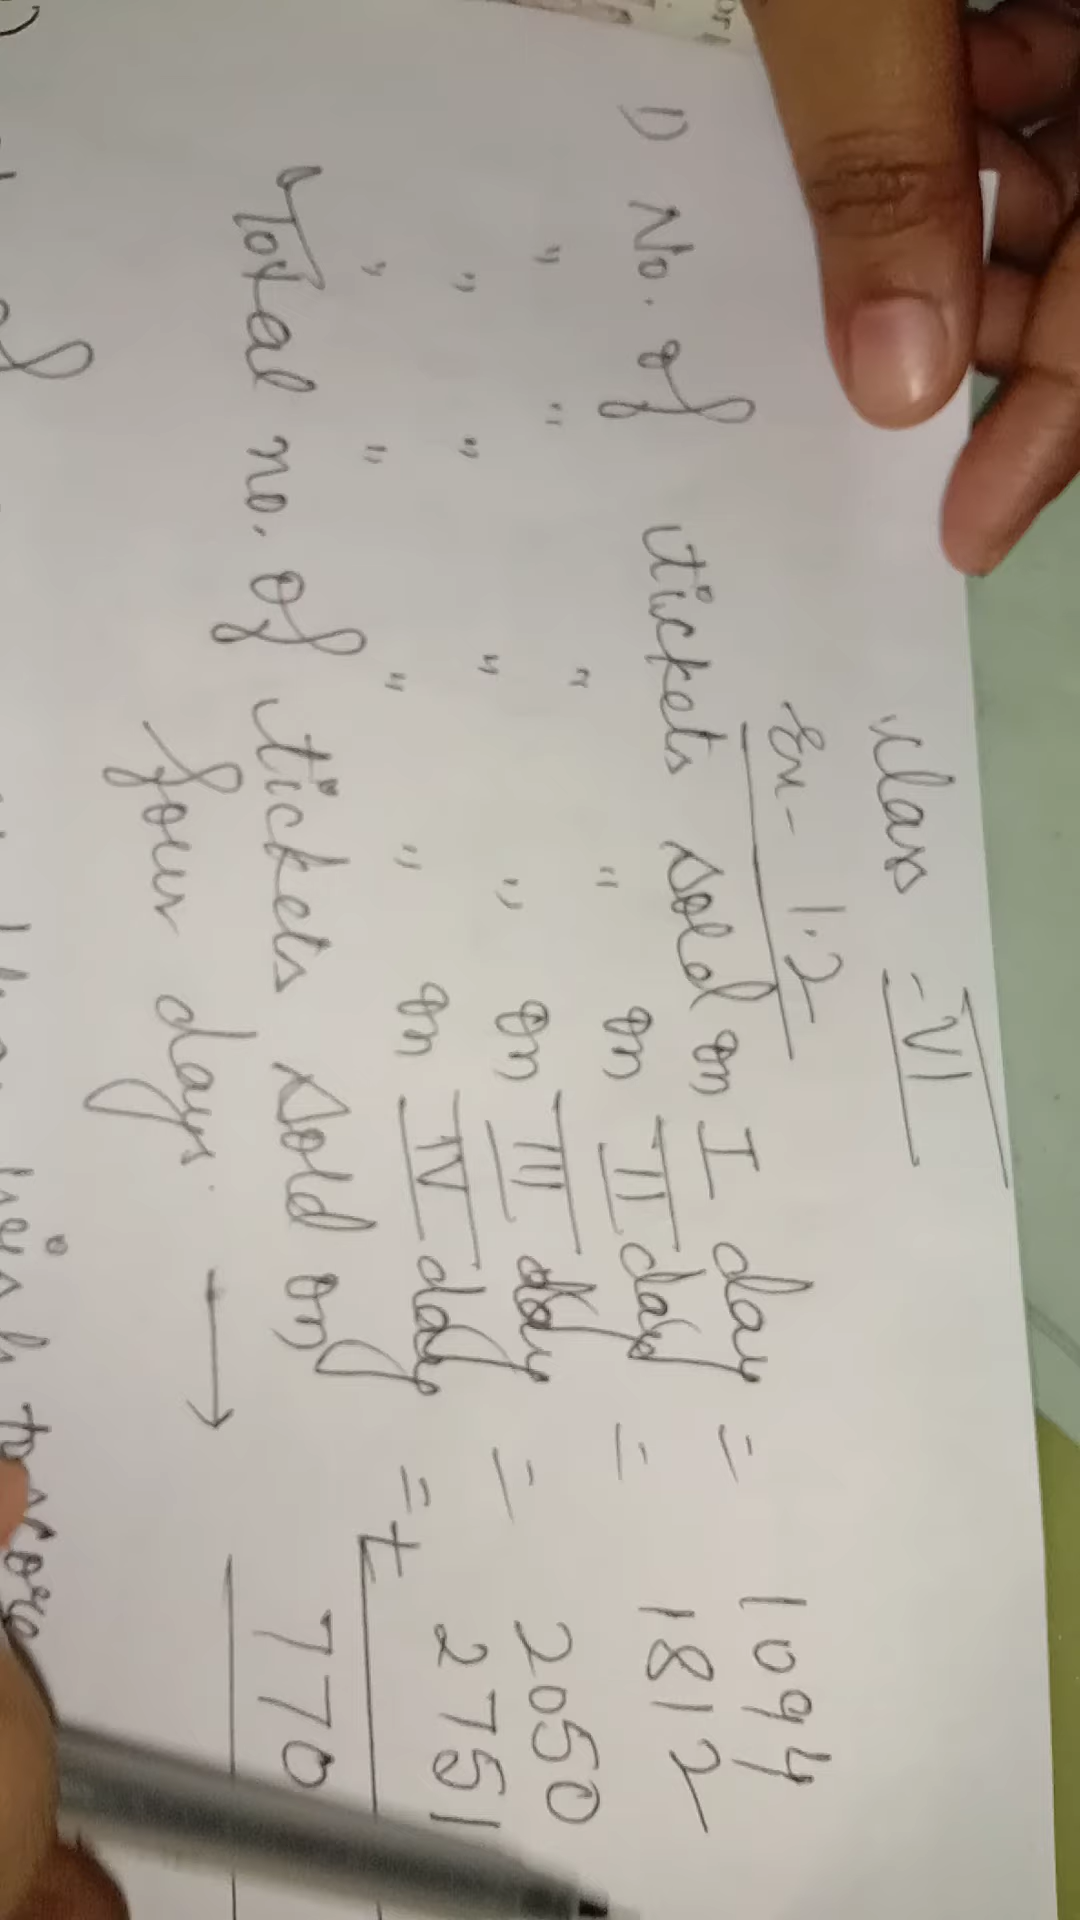 Class - VI
Ex- 1.2
1) No. of tickets sold on I day = 1094
" " " " on II day = 1812
" " " " on III day = 2050
" " " " on IV day = + 2751
Total no. of tickets sold on
four days. → 770